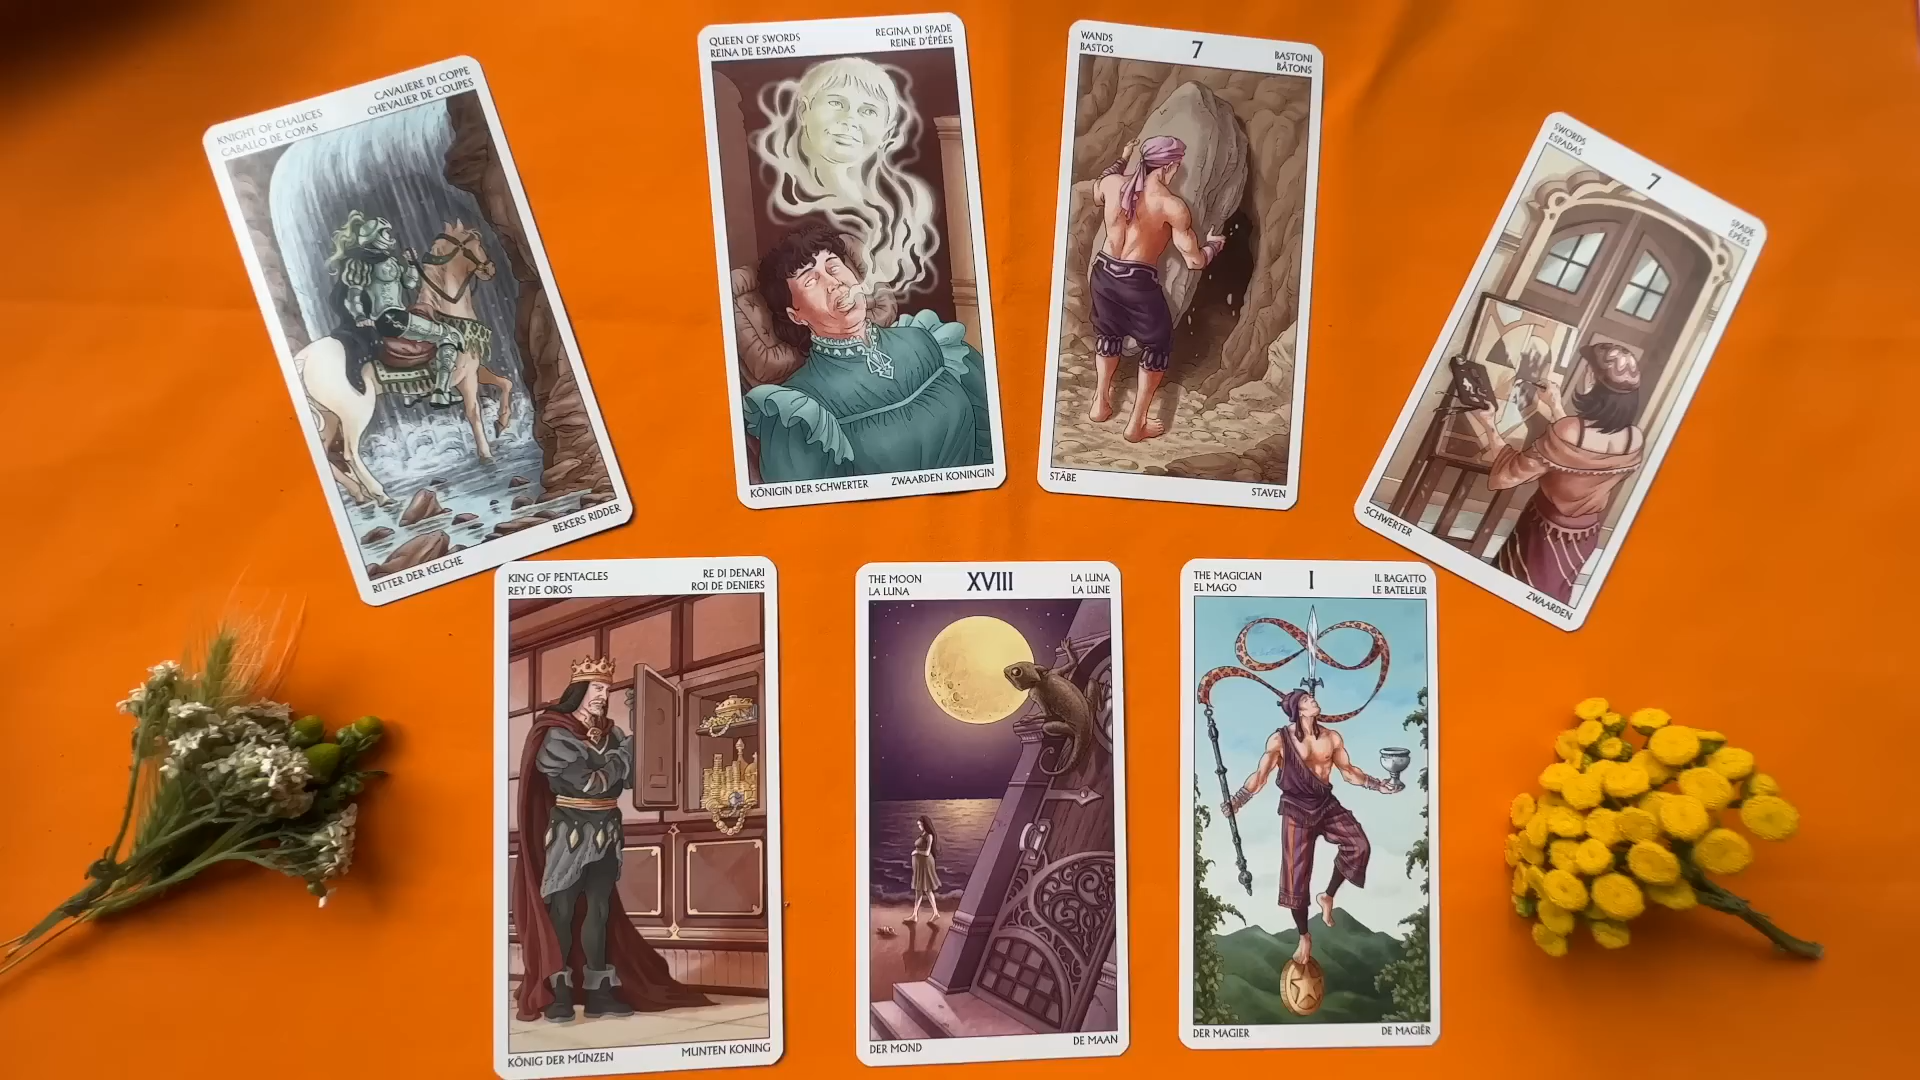 KNIGHT OF CHALICES
CABALLO DE COPAS
CAVALIERE DI COPPE
CHEVALIER DE COUPES
RITTER DER KELCHE
BEKERS RIDDER
QUEEN OF SWORDS
REINA DE ESPADAS
REGINA DI SPADE
REINE D'ÉPÉES
KÖNIGIN DER SCHWERTER
ZWAARDEN KONINGIN
WANDS
BASTOS
7
BASTONI
BÂTONS
STÄBE
STAVEN
SWORDS
ESPADAS
7
SPADE
ÉPÉES
SCHWERTER
ZWAARDEN
KING OF PENTACLES
REY DE OROS
RE DI DENARI
ROI DE DENIERS
KÖNIG DER MÜNZEN
MUNTEN KONING
THE MOON
LA LUNA
XVIII
LA LUNA
LA LUNE
DER MOND
DE MAAN
THE MAGICIAN
EL MAGO
I
IL BAGATTO
LE BATELEUR
DER MAGIER
DE MAGIËR